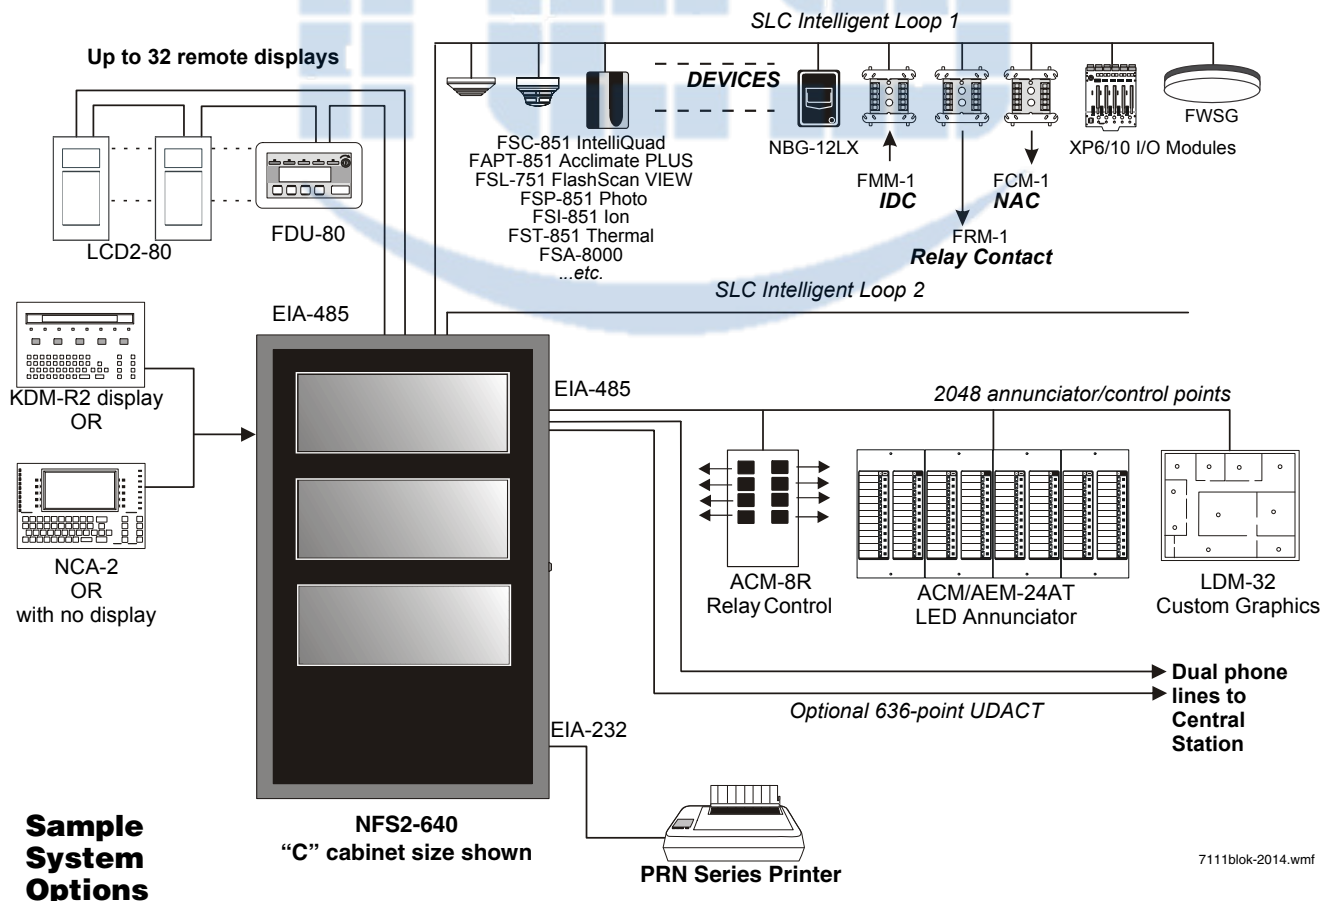 SLC Intelligent Loop 1
Up to 32 remote displays
DEVICES
FWSG
FSC-851 IntelliQuad
FAPT-851 Acclimate PLUS
FSL-751 FlashScan VIEW
FSP-851 Photo
FSI-851 Ion
FST-851 Thermal
FSA-8000
...etc.
NBG-12LX
XP6/10 I/O Modules
FMM-1
IDC
FCM-1
NAC
FRM-1
Relay Contact
LCD2-80
FDU-80
SLC Intelligent Loop 2
EIA-485
KDM-R2 display
OR
NCA-2
OR
with no display
EIA-485
2048 annunciator/control points
ACM-8R
Relay Control
ACM/AEM-24AT
LED Annunciator
LDM-32
Custom Graphics
Dual phone
lines to
Central
Station
Optional 636-point UDACT
EIA-232
NFS2-640
“C” cabinet size shown
PRN Series Printer
Sample
System
Options
7111blok-2014.wmf